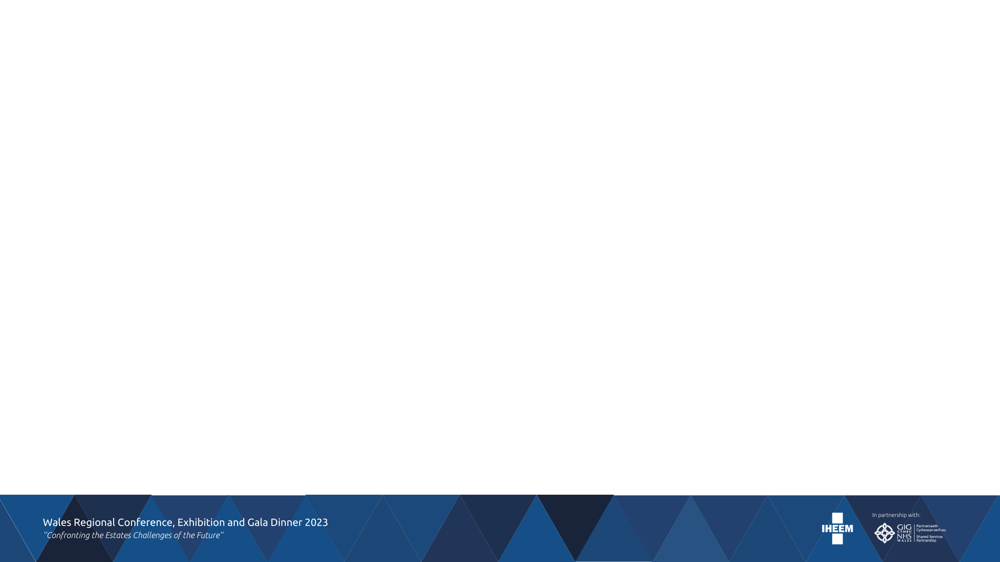 Wales Regional Conference, Exhibition and Gala Dinner 2023
"Confronting the Estates Challenges of the Future"
IHEEM
In partnership with:
GIG
CYMRU
NHS
WALES
Partneriaeth
Cydwasanaethau
Shared Services
Partnership